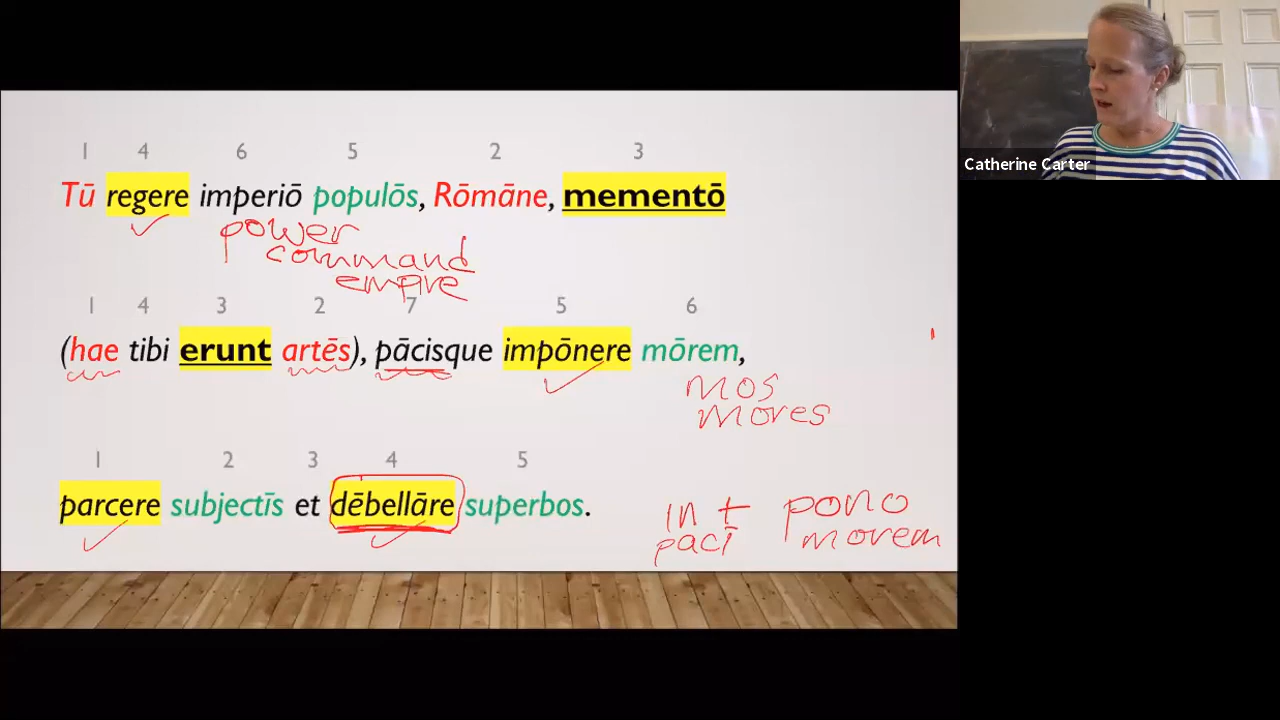 1 4 6 5 2 3
Tū regere imperiō populōs, Rōmāne, mementō
power
command
empire
1 4 3 2 7 5 6
(hae tibi erunt artēs), pācisque impōnere mōrem,
mos
mores
1 2 3 4 5
parcere subjectīs et dēbellāre superbos.
in + pono
pacī morem
Catherine Carter